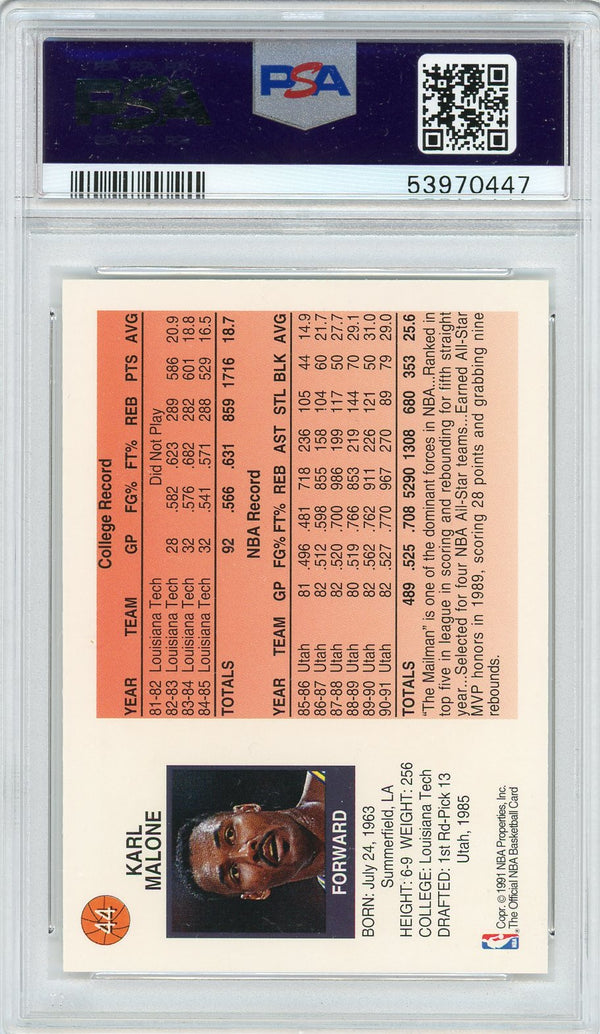 PSA
PSA
53970447
44
KARL
MALONE
FORWARD
BORN: July 24, 1963
Summerfield, LA
HEIGHT: 6-9 WEIGHT: 256
COLLEGE: Louisiana Tech
DRAFTED: 1st Rd-Pick 13
Utah, 1985
Copr. © 1991 NBA Properties, Inc.
The Official NBA Basketball Card
NBA
College Record
YEAR TEAM GP FG% FT% REB PTS AVG
81-82 Louisiana Tech Did Not Play
82-83 Louisiana Tech 28 .582 .623 289 586 20.9
83-84 Louisiana Tech 32 .576 .682 282 601 18.8
84-85 Louisiana Tech 32 .541 .571 288 529 16.5
TOTALS 92 .566 .631 859 1716 18.7
NBA Record
YEAR TEAM GP FG% FT% REB AST STL BLK AVG
85-86 Utah 81 .496 .481 718 236 105 44 14.9
86-87 Utah 82 .512 .598 855 158 104 60 21.7
87-88 Utah 82 .520 .700 986 199 117 50 27.7
88-89 Utah 80 .519 .766 853 219 144 70 29.1
89-90 Utah 82 .562 .762 911 226 121 50 31.0
90-91 Utah 82 .527 .770 967 270 89 79 29.0
TOTALS 489 .525 .708 5290 1308 680 353 25.6
"The Mailman" is one of the dominant forces in NBA...Ranked in
top five in league in scoring and rebounding for fifth straight
year...Selected for four NBA All-Star teams...Earned All-Star
MVP honors in 1989, scoring 28 points and grabbing nine
rebounds.